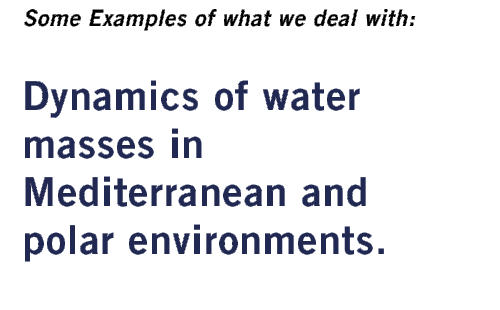 Some Examples of what we deal with:
Dynamics of water
masses in
Mediterranean and
polar environments.